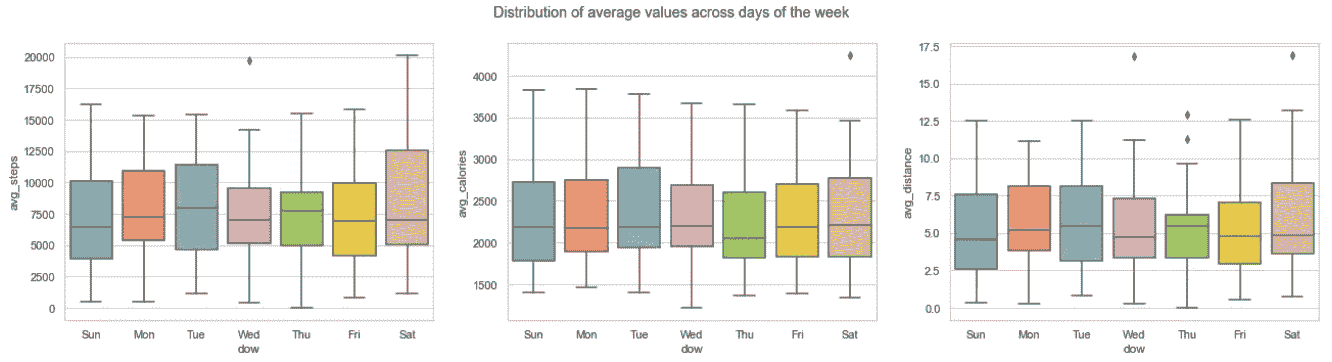 Distribution of average values across days of the week
avg_steps
20000
17500
15000
12500
10000
7500
5000
2500
0
Sun Mon Tue Wed Thu Fri Sat
dow
avg_calories
4000
3500
3000
2500
2000
1500
Sun Mon Tue Wed Thu Fri Sat
dow
avg_distance
17.5
15.0
12.5
10.0
7.5
5.0
2.5
0.0
Sun Mon Tue Wed Thu Fri Sat
dow